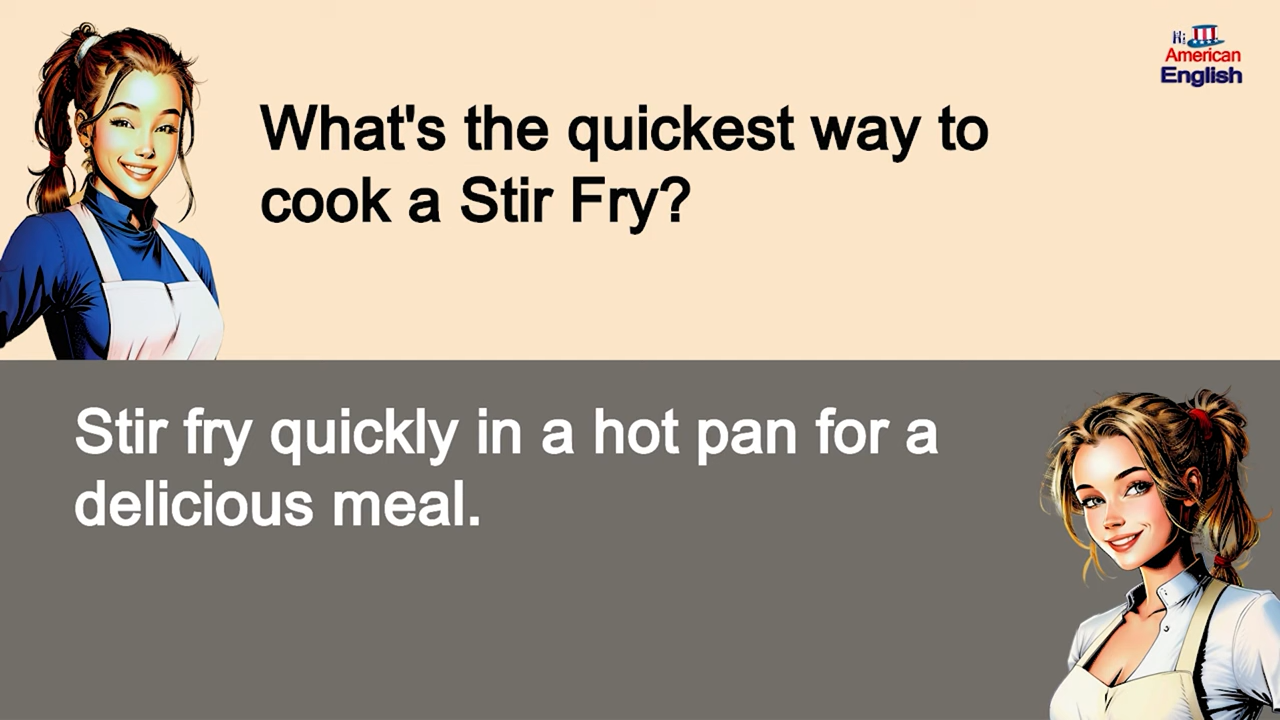 Hi
American
English
What's the quickest way to
cook a Stir Fry?
Stir fry quickly in a hot pan for a
delicious meal.